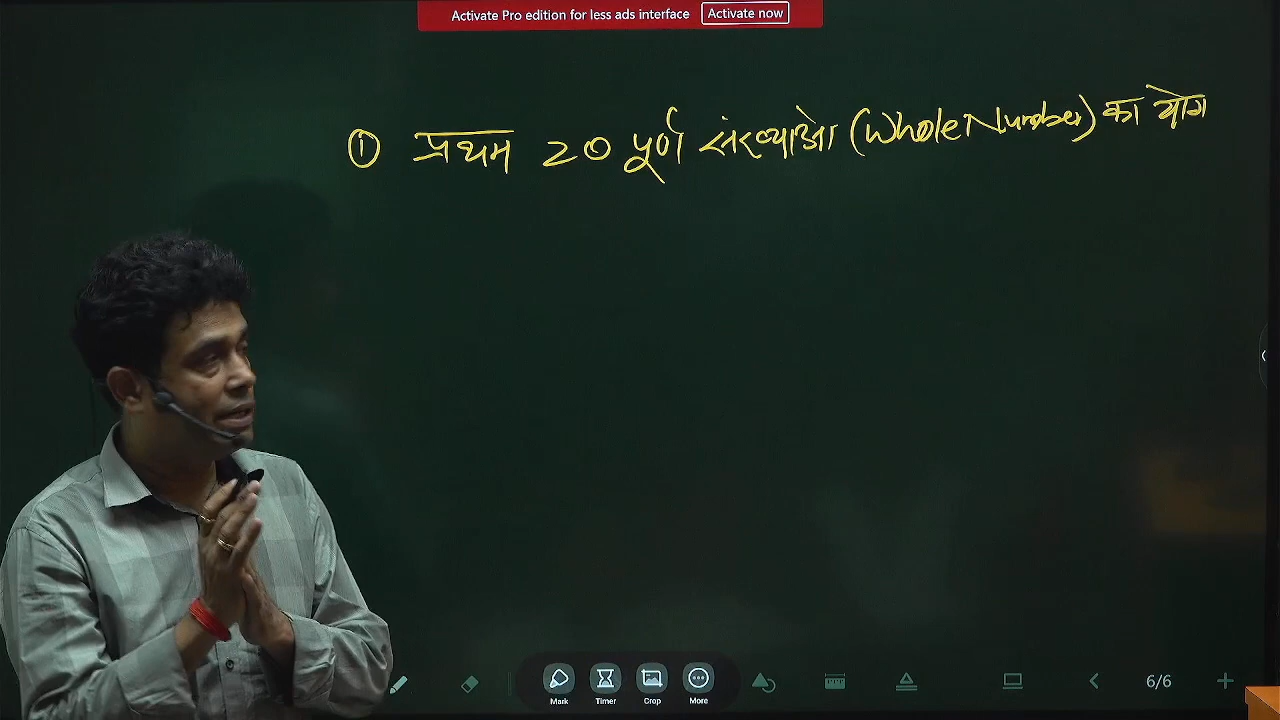 Activate Pro edition for less ads interface Activate now
① प्रथम 20 पूर्ण संख्याओ (Whole Number) का योग
Mark Timer Crop More 6/6